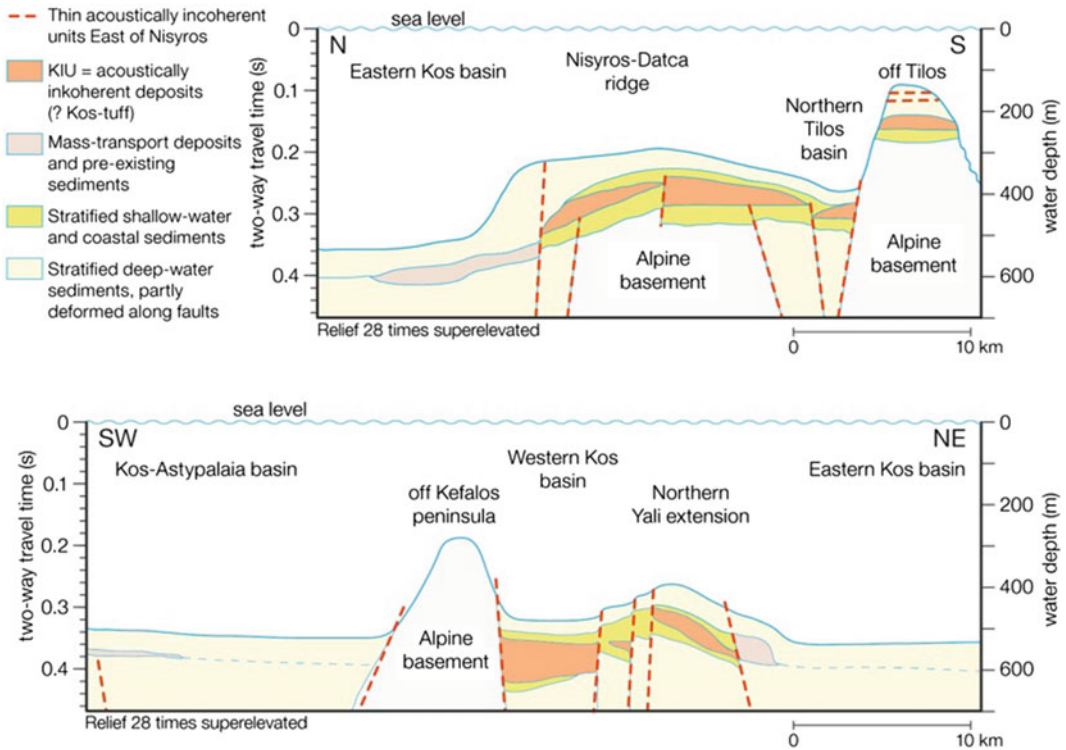 Thin acoustically incoherent
units East of Nisyros
KIU = acoustically
inkoherent deposits
(? Kos-tuff)
Mass-transport deposits
and pre-existing
sediments
Stratified shallow-water
and coastal sediments
Stratified deep-water
sediments, partly
deformed along faults
sea level
N
S
Eastern Kos basin
Nisyros-Datca
ridge
off Tilos
Northern
Tilos
basin
Alpine
basement
Alpine
basement
two-way travel time (s)
0
0.1
0.2
0.3
0.4
water depth (m)
0
200
400
600
Relief 28 times superelevated
0
10 km
sea level
SW
NE
Kos-Astypalaia basin
off Kefalos
peninsula
Western Kos
basin
Northern
Yali extension
Eastern Kos basin
Alpine
basement
two-way travel time (s)
0
0.1
0.2
0.3
0.4
water depth (m)
0
200
400
600
Relief 28 times superelevated
0
10 km